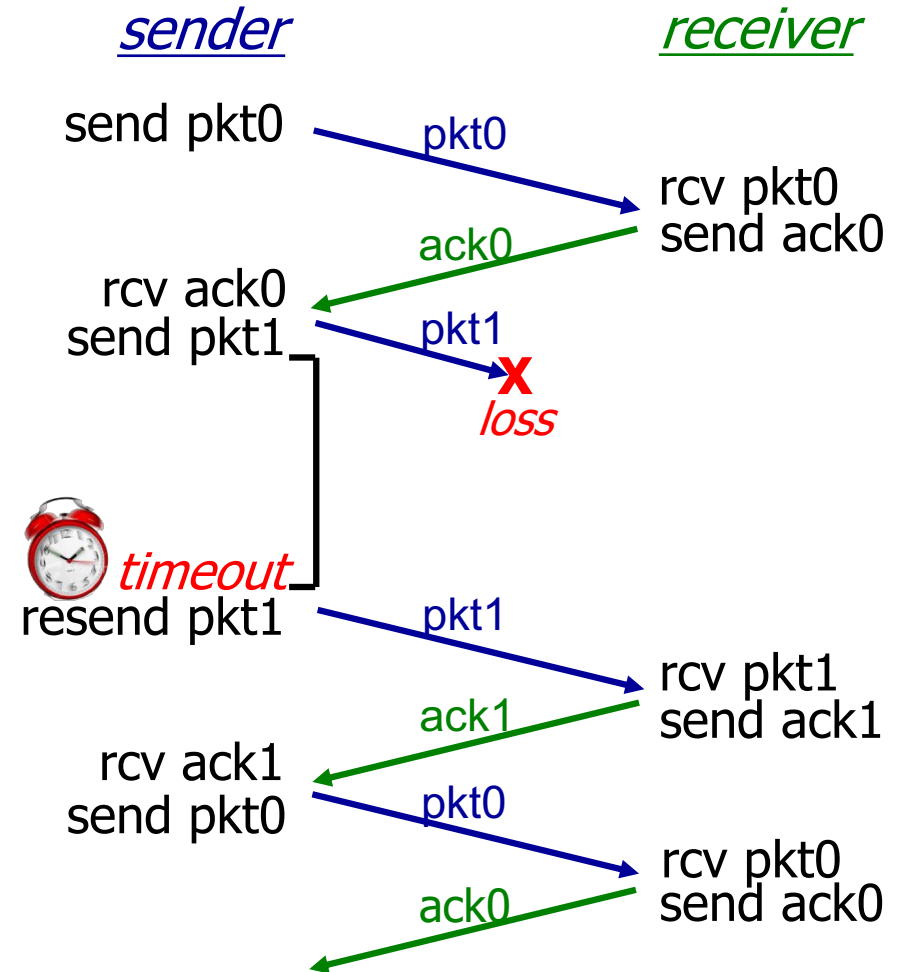 sender receiver
send pkt0
pkt0
rcv pkt0
send ack0
ack0
rcv ack0
send pkt1
pkt1
X
loss
timeout
resend pkt1
pkt1
rcv pkt1
send ack1
ack1
rcv ack1
send pkt0
pkt0
rcv pkt0
send ack0
ack0